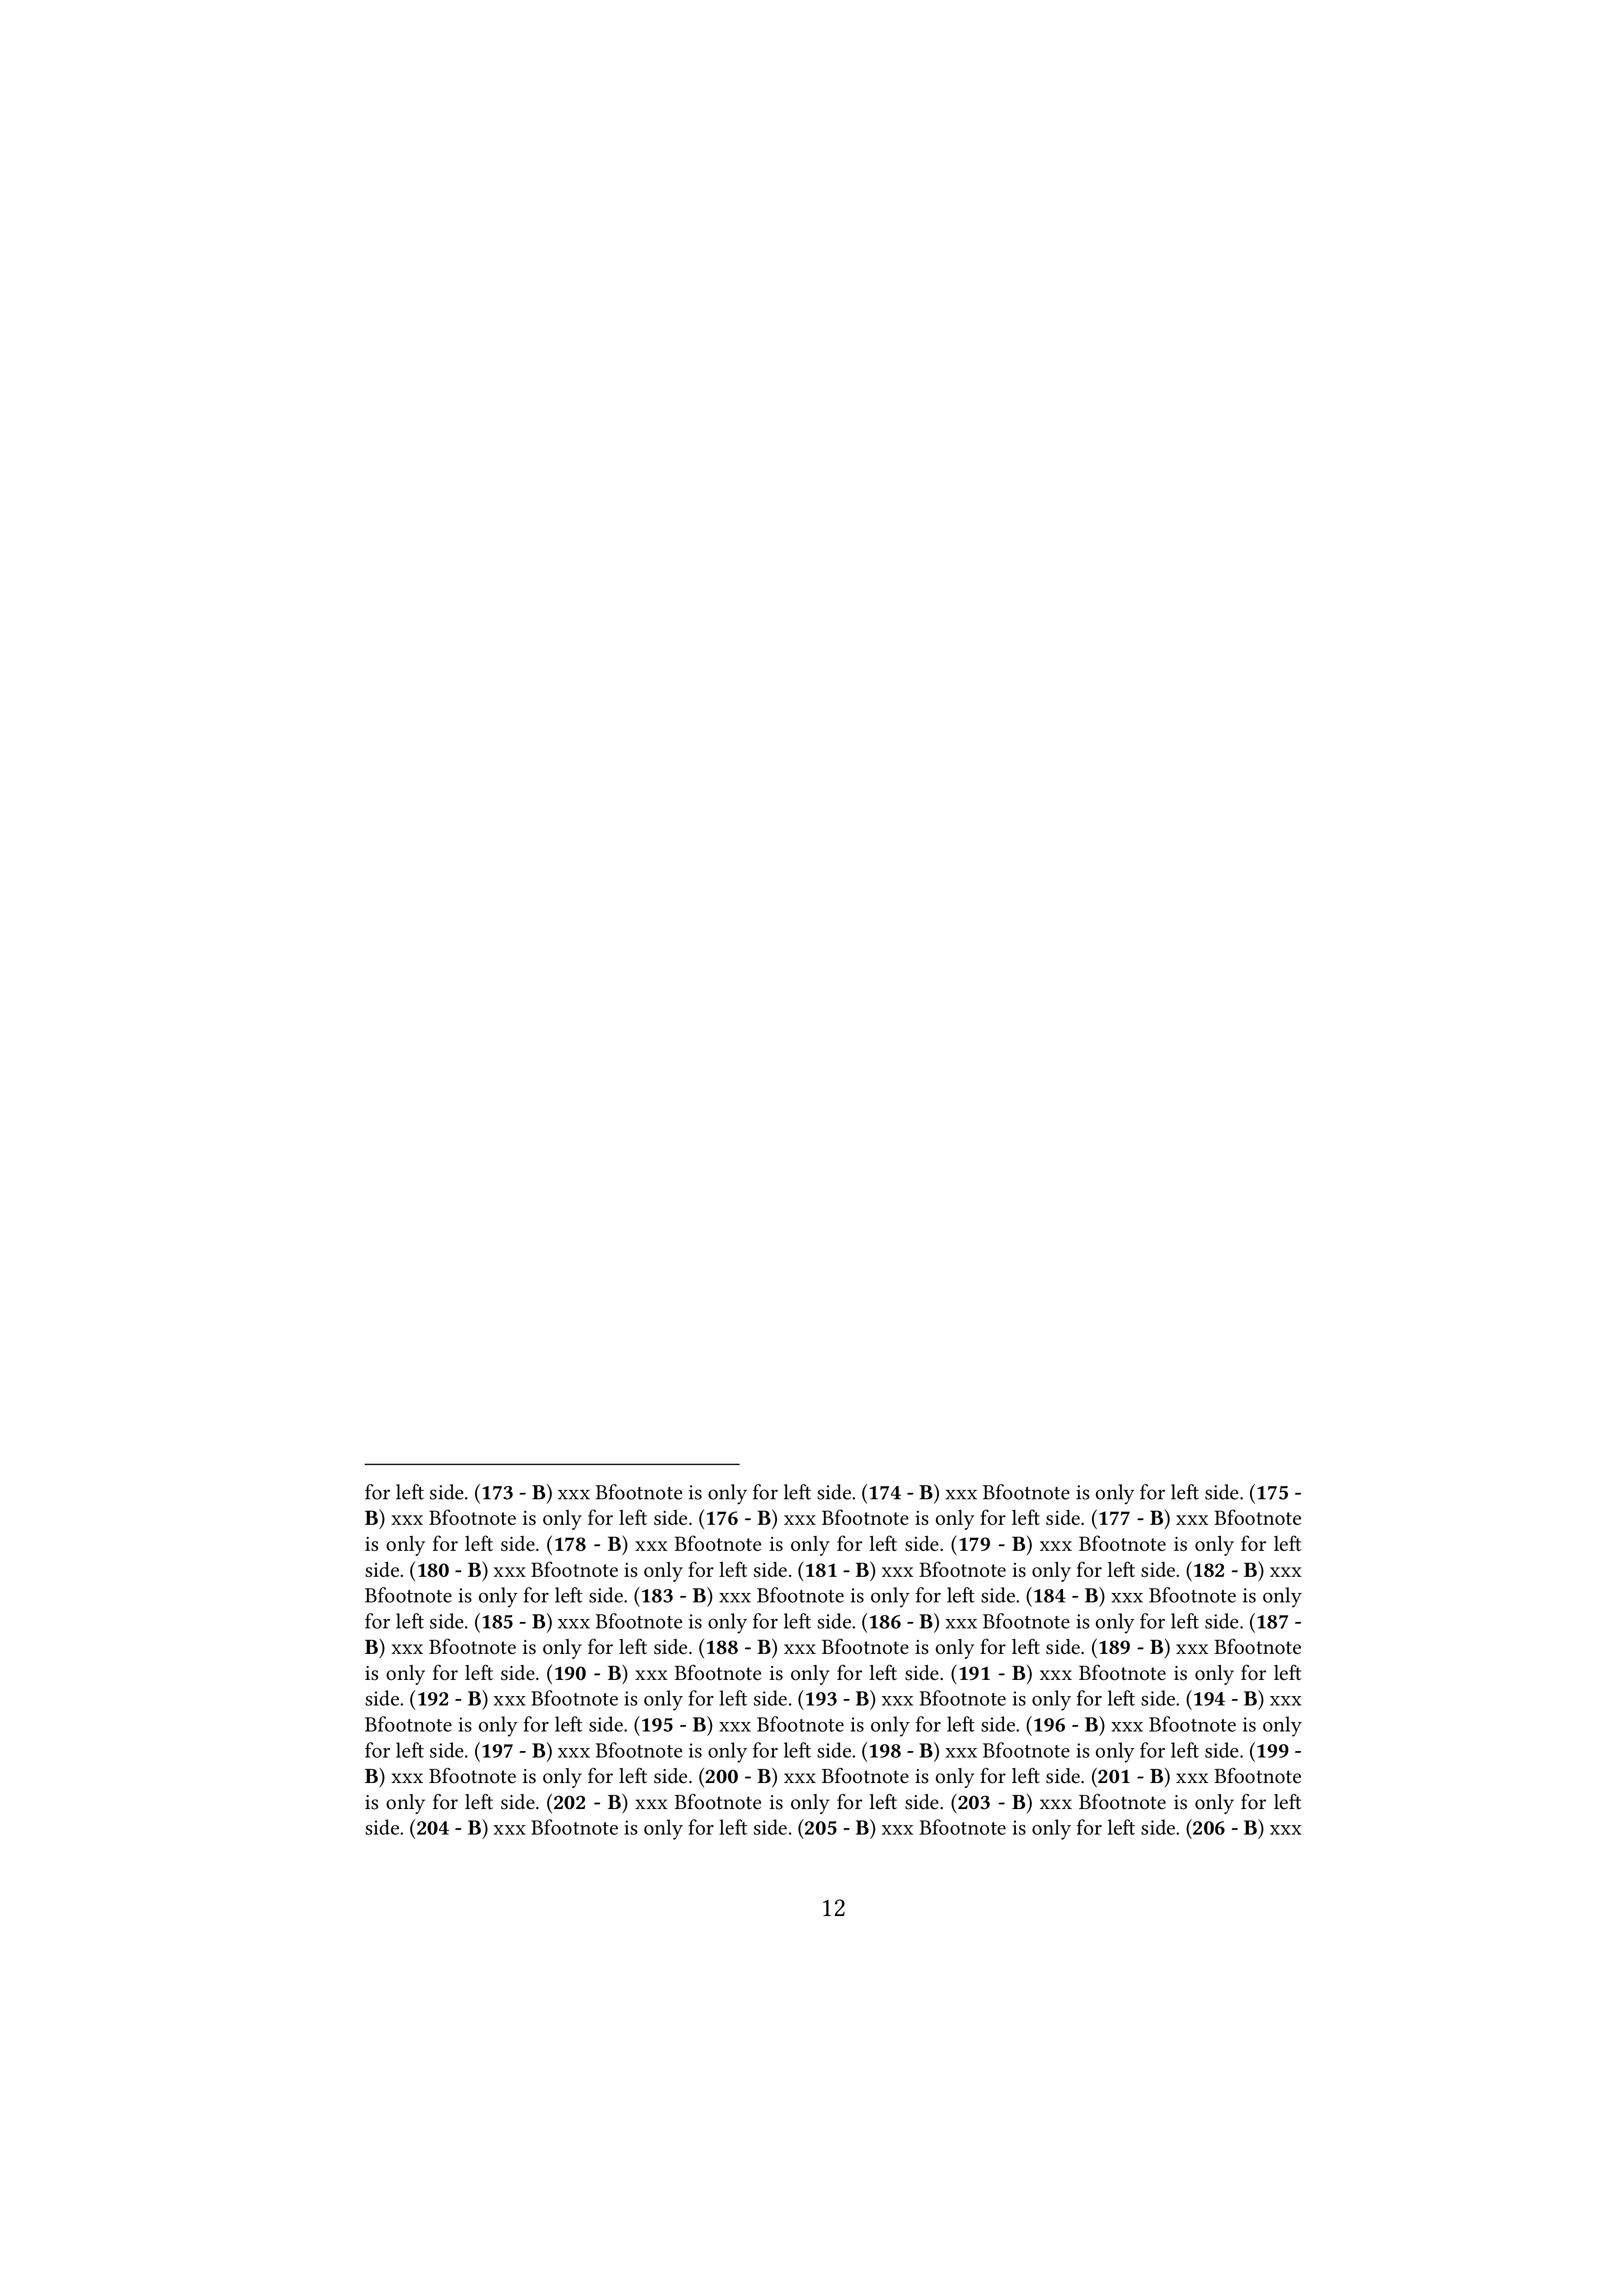 for left side. (173 - B) xxx Bfootnote is only for left side. (174 - B) xxx Bfootnote is only for left side. (175 -
B) xxx Bfootnote is only for left side. (176 - B) xxx Bfootnote is only for left side. (177 - B) xxx Bfootnote
is only for left side. (178 - B) xxx Bfootnote is only for left side. (179 - B) xxx Bfootnote is only for left
side. (180 - B) xxx Bfootnote is only for left side. (181 - B) xxx Bfootnote is only for left side. (182 - B) xxx
Bfootnote is only for left side. (183 - B) xxx Bfootnote is only for left side. (184 - B) xxx Bfootnote is only
for left side. (185 - B) xxx Bfootnote is only for left side. (186 - B) xxx Bfootnote is only for left side. (187 -
B) xxx Bfootnote is only for left side. (188 - B) xxx Bfootnote is only for left side. (189 - B) xxx Bfootnote
is only for left side. (190 - B) xxx Bfootnote is only for left side. (191 - B) xxx Bfootnote is only for left
side. (192 - B) xxx Bfootnote is only for left side. (193 - B) xxx Bfootnote is only for left side. (194 - B) xxx
Bfootnote is only for left side. (195 - B) xxx Bfootnote is only for left side. (196 - B) xxx Bfootnote is only
for left side. (197 - B) xxx Bfootnote is only for left side. (198 - B) xxx Bfootnote is only for left side. (199 -
B) xxx Bfootnote is only for left side. (200 - B) xxx Bfootnote is only for left side. (201 - B) xxx Bfootnote
is only for left side. (202 - B) xxx Bfootnote is only for left side. (203 - B) xxx Bfootnote is only for left
side. (204 - B) xxx Bfootnote is only for left side. (205 - B) xxx Bfootnote is only for left side. (206 - B) xxx
12